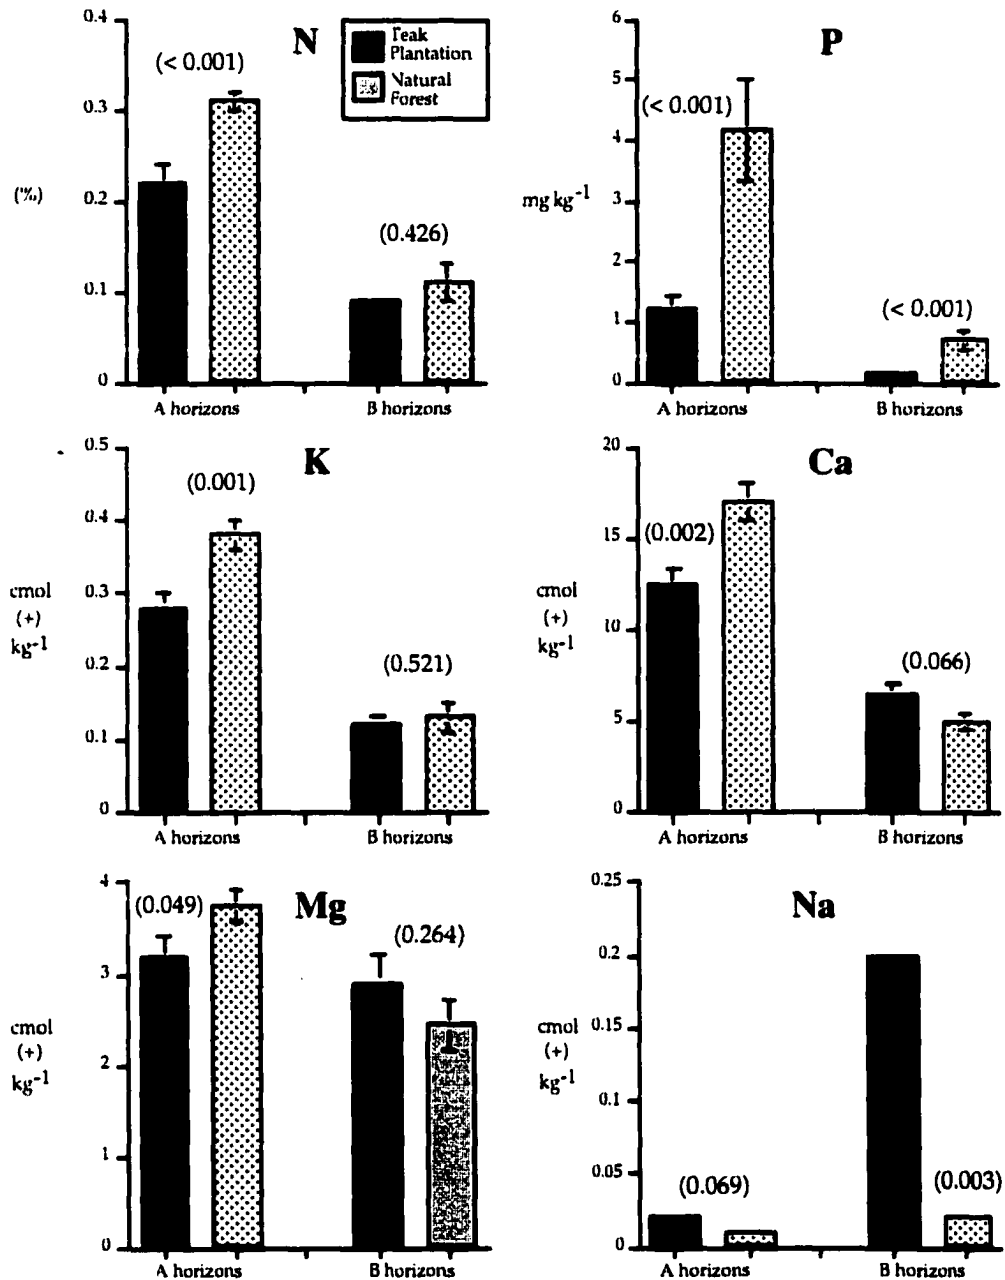 N
0.4
0.3
0.2
0.1
0
(%)
(< 0.001)
(0.426)
Teak
Plantation
Natural
Forest
A horizons
B horizons
P
6
5
4
3
2
1
0
mg kg-1
(< 0.001)
(< 0.001)
A horizons
B horizons
K
0.5
0.4
0.3
0.2
0.1
0
cmol
(+)
kg-1
(0.001)
(0.521)
A horizons
B horizons
Ca
20
15
10
5
0
cmol
(+)
kg-1
(0.002)
(0.066)
A horizons
B horizons
Mg
4
3
2
1
0
cmol
(+)
kg-1
(0.049)
(0.264)
A horizons
B horizons
Na
0.25
0.2
0.15
0.1
0.05
0
cmol
(+)
kg-1
(0.069)
(0.003)
A horizons
B horizons